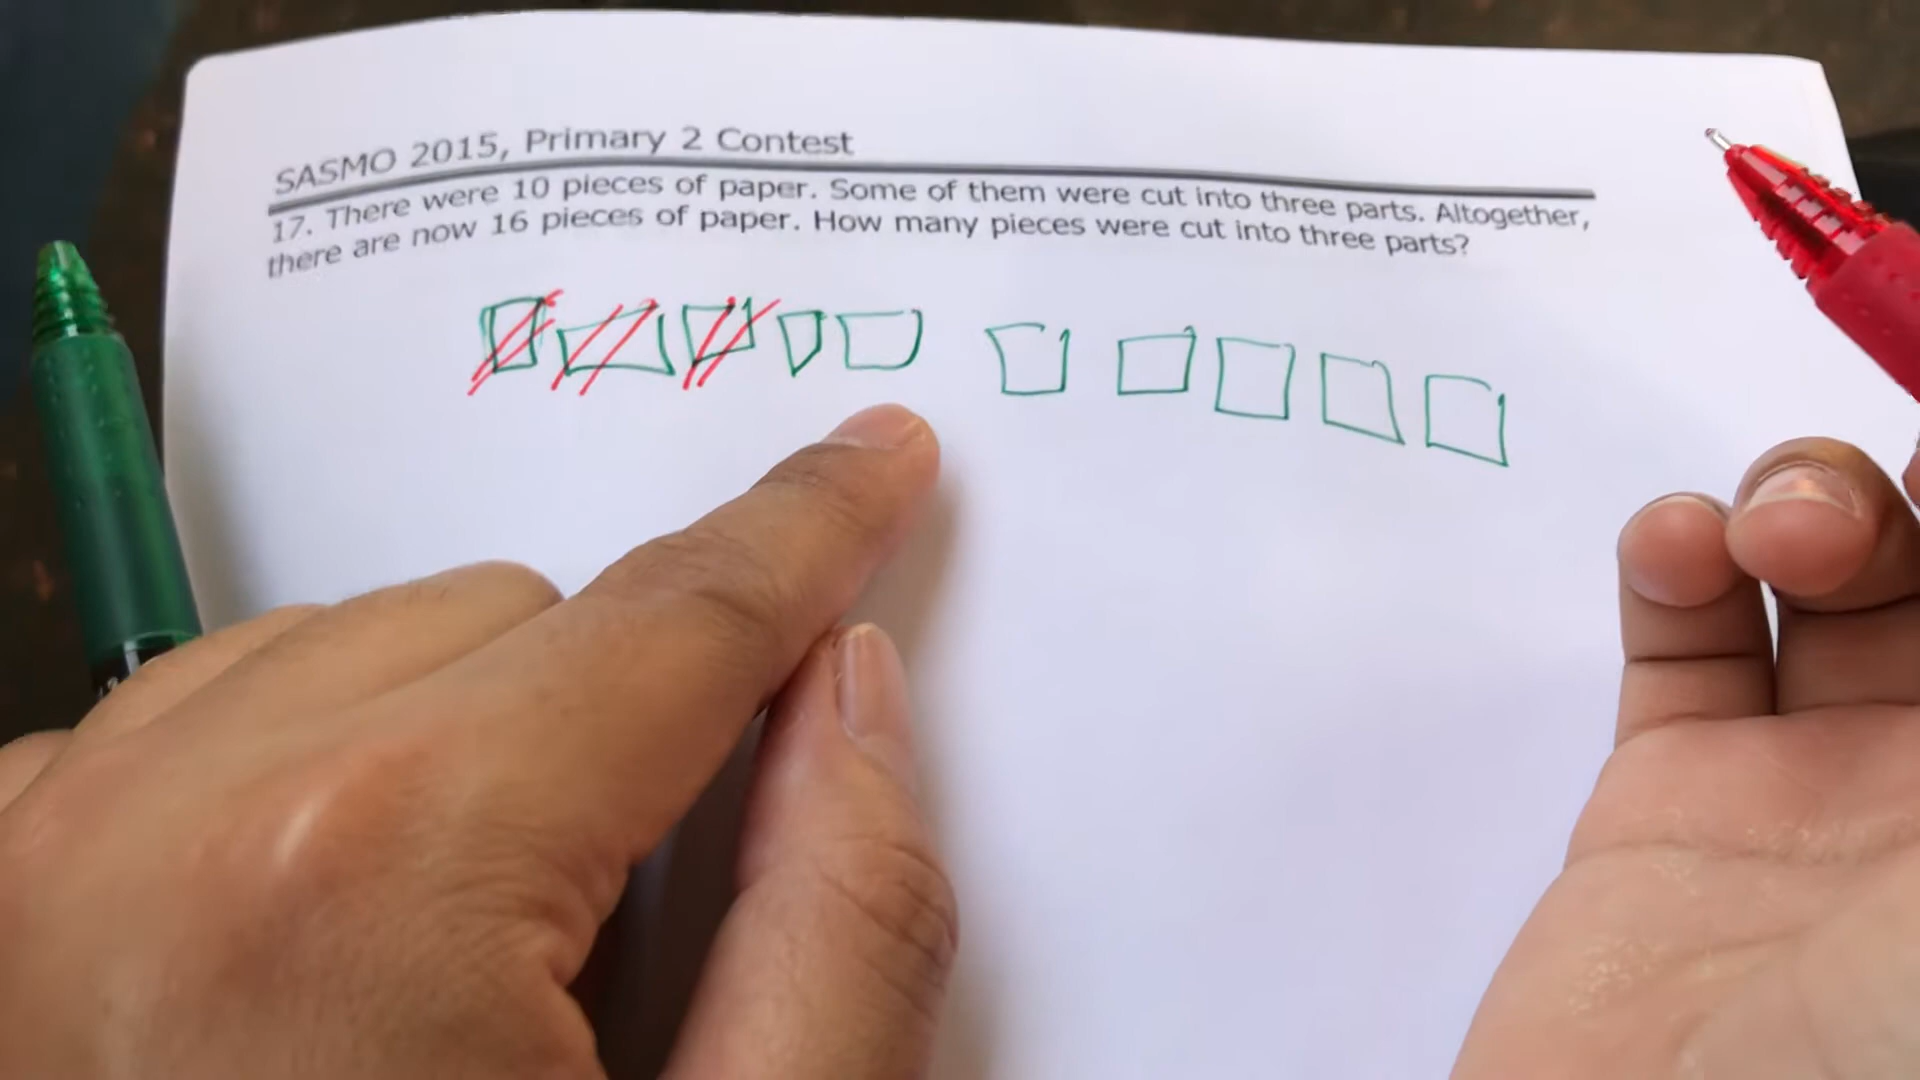 SASMO 2015, Primary 2 Contest
17. There were 10 pieces of paper. Some of them were cut into three parts. Altogether,
there are now 16 pieces of paper. How many pieces were cut into three parts?